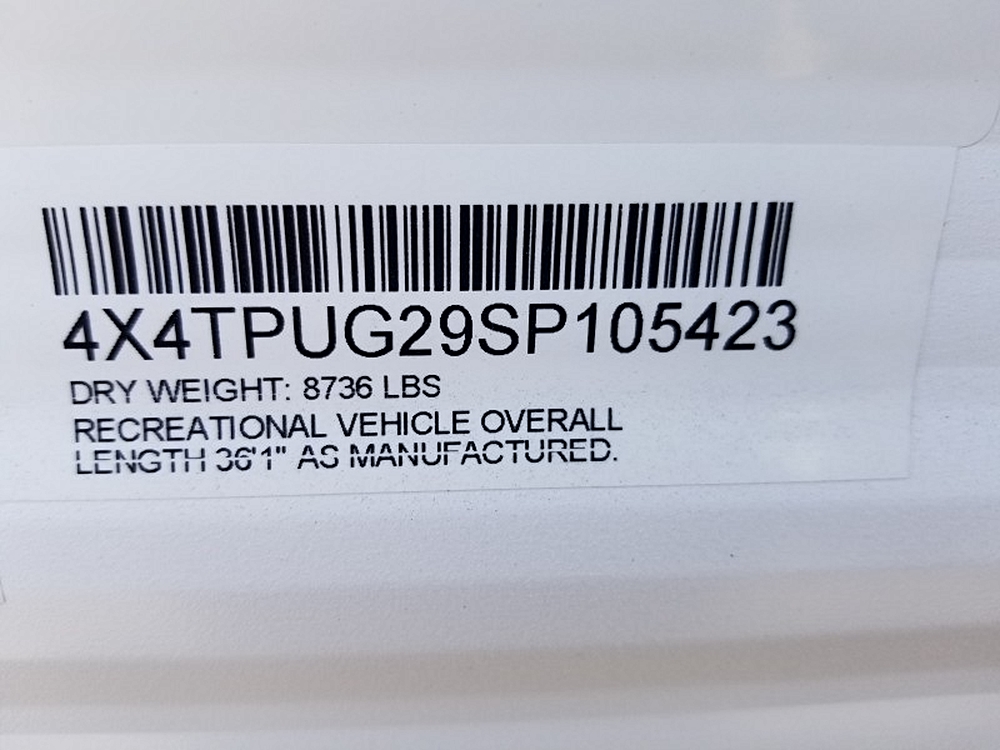 4X4TPUG29SP105423
DRY WEIGHT: 8736 LBS
RECREATIONAL VEHICLE OVERALL
LENGTH 36'1" AS MANUFACTURED.